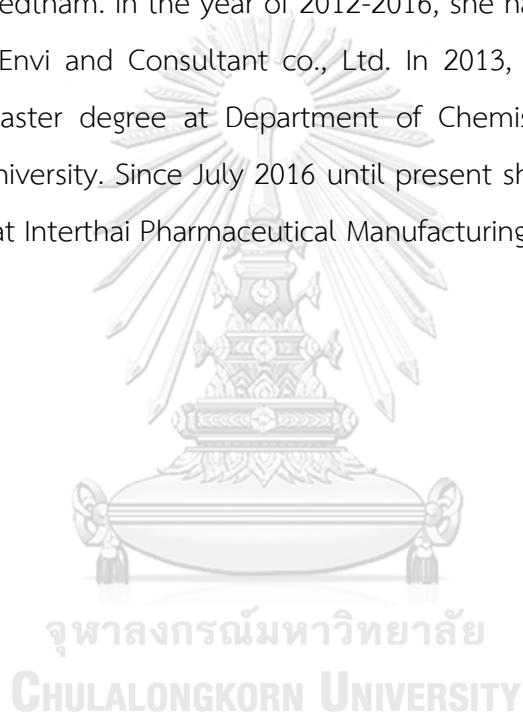 edtham. In the year of 2012-2016, she ha
Envi and Consultant co., Ltd. In 2013,
aster degree at Department of Chemis
niversity. Since July 2016 until present sh
at Interthai Pharmaceutical Manufacturing
จุฬาลงกรณ์มหาวิทยาลัย
CHULALONGKORN UNIVERSITY